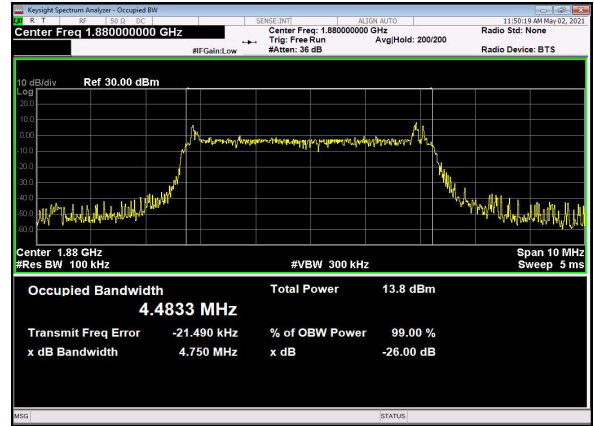 Keysight Spectrum Analyzer - Occupied BW
LXI R T RF 50 Ω DC SENSE:INT ALIGN AUTO 11:50:19 AM May 02, 2021
Center Freq 1.880000000 GHz Center Freq: 1.880000000 GHz Radio Std: None
Trig: Free Run Avg|Hold: 200/200
#IFGain:Low #Atten: 36 dB Radio Device: BTS
10 dB/div Ref 30.00 dBm
Log
20.0
10.0
0.00
-10.0
-20.0
-30.0
-40.0
-50.0
-60.0
Center 1.88 GHz Span 10 MHz
#Res BW 100 kHz #VBW 300 kHz Sweep 5 ms
Occupied Bandwidth Total Power 13.8 dBm
4.4833 MHz
Transmit Freq Error -21.490 kHz % of OBW Power 99.00 %
x dB Bandwidth 4.750 MHz x dB -26.00 dB
MSG STATUS